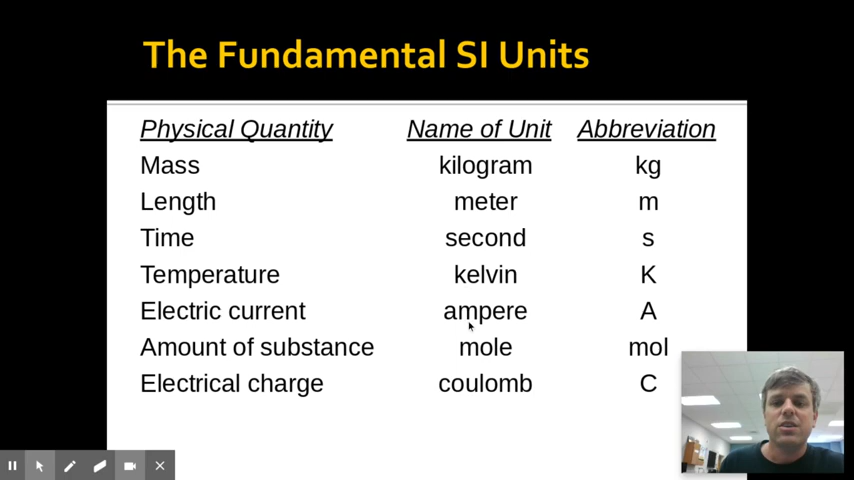 The Fundamental SI Units
Physical Quantity Name of Unit Abbreviation
Mass kilogram kg
Length meter m
Time second s
Temperature kelvin K
Electric current ampere A
Amount of substance mole mol
Electrical charge coulomb C